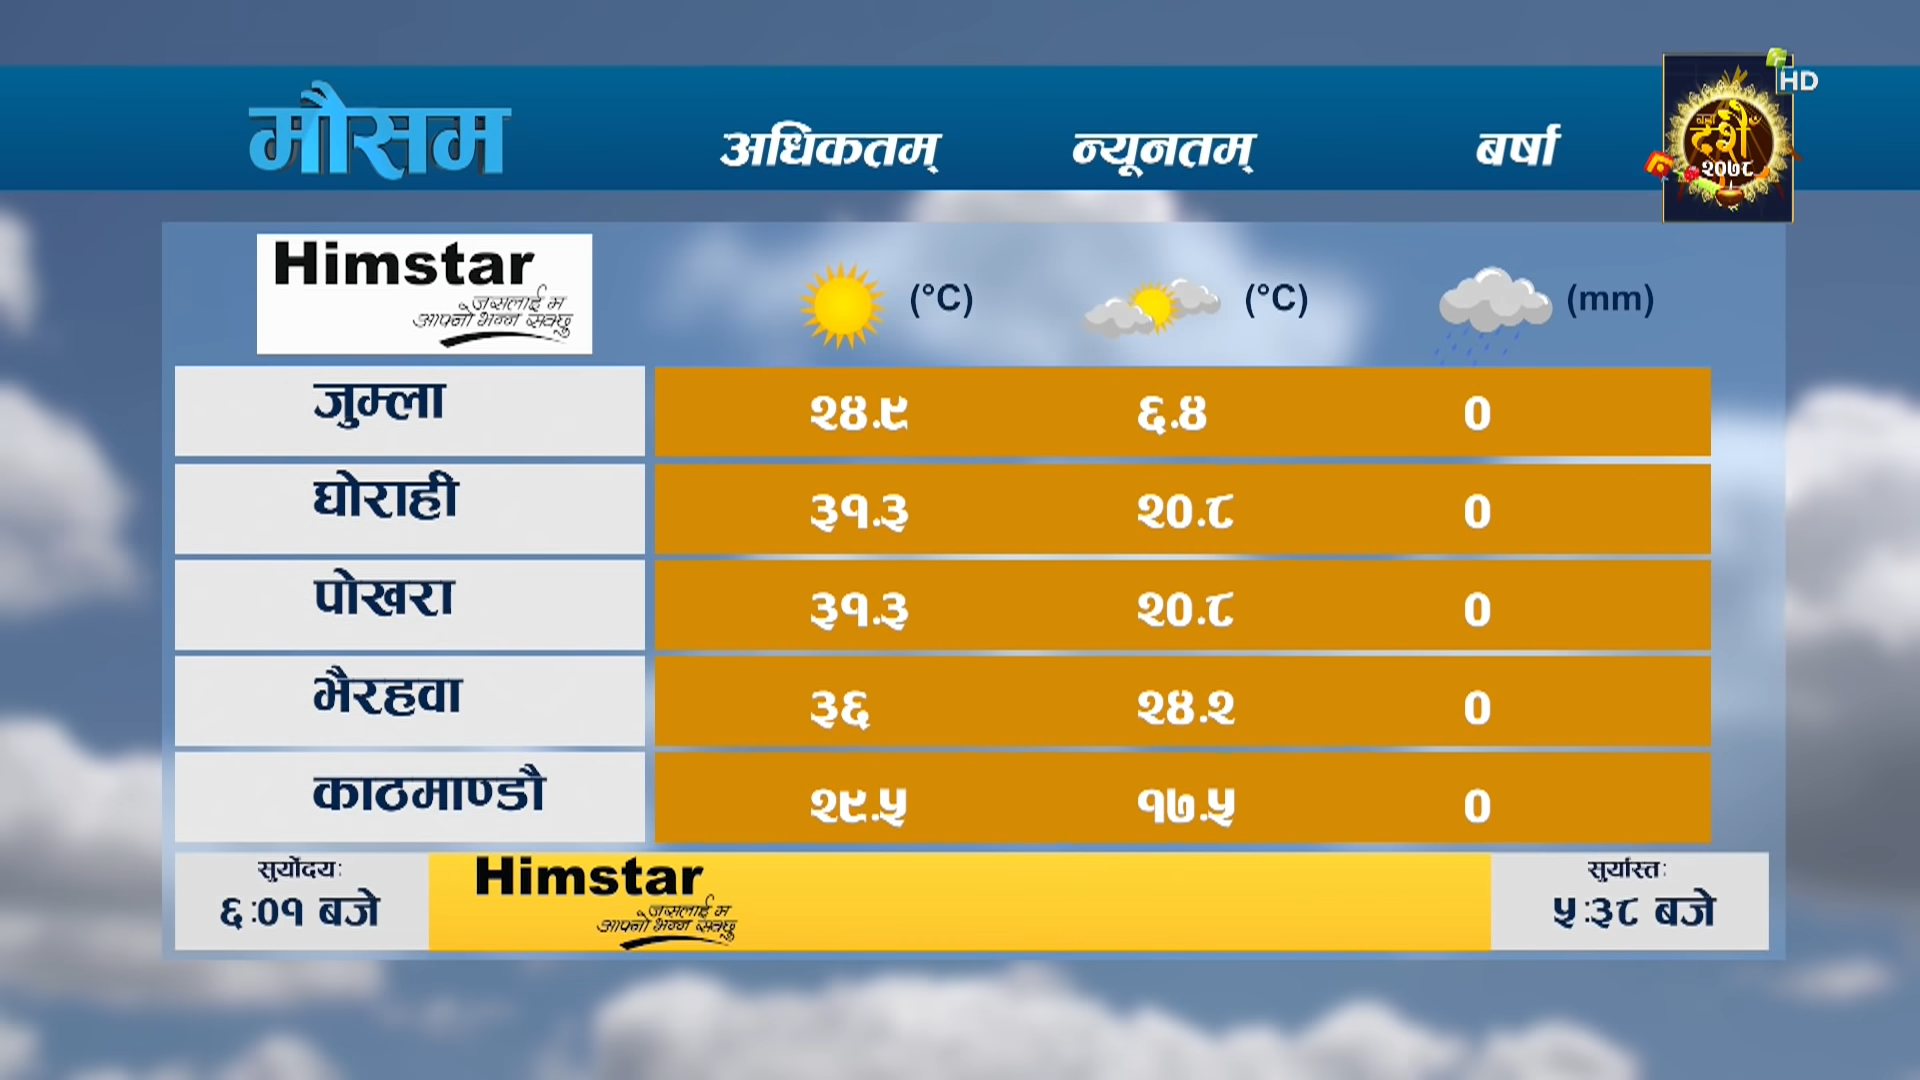 मौसम अधिकतम् न्यूनतम् बर्षा
HD
बडा
दशैं
२०७८
Himstar
जसलाई म
आफ्नो भन्न सक्छु
(°C) (°C) (mm)
जुम्ला २४.९ ६.४ 0
घोराही ३१.३ २०.८ 0
पोखरा ३१.३ २०.८ 0
भैरहवा ३६ २४.२ 0
काठमाण्डौ २९.५ १७.५ 0
सुर्योदयः
६:०१ बजे
Himstar
जसलाई म
आफ्नो भन्न सक्छु
सुर्यास्तः
५:३८ बजे